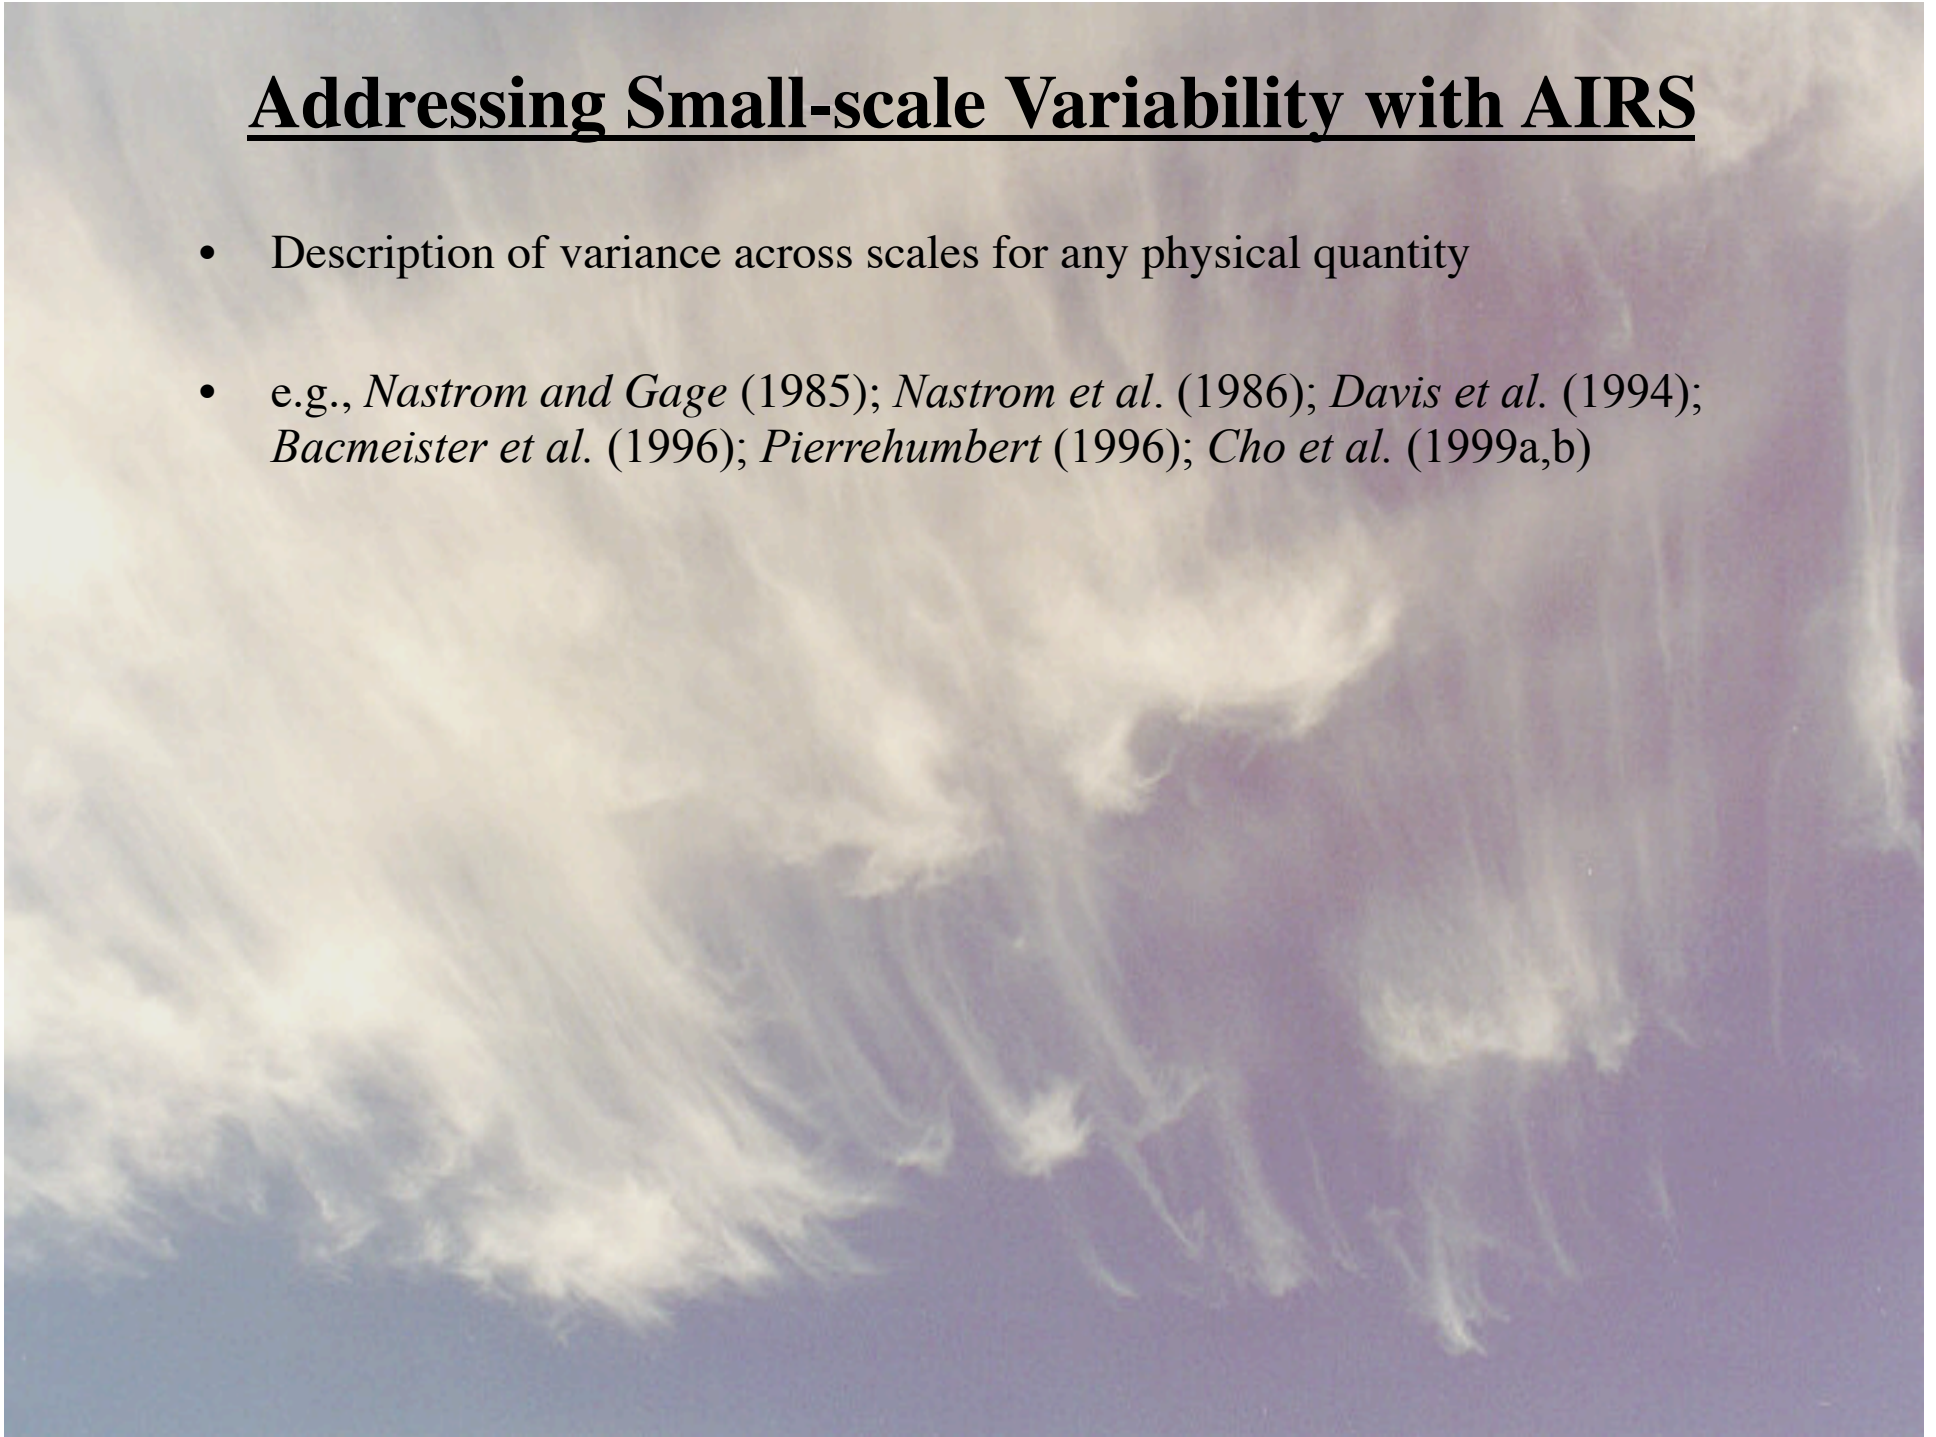 Addressing Small-scale Variability with AIRS
• Description of variance across scales for any physical quantity
• e.g., Nastrom and Gage (1985); Nastrom et al. (1986); Davis et al. (1994);
Bacmeister et al. (1996); Pierrehumbert (1996); Cho et al. (1999a,b)